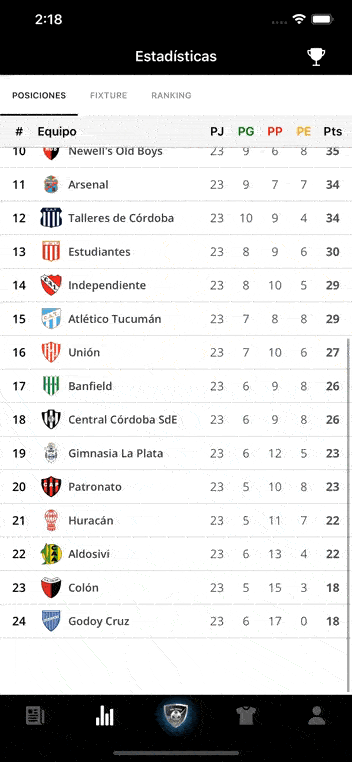 2:18
Estadísticas
POSICIONES FIXTURE RANKING
# Equipo PJ PG PP PE Pts
10 Newell's Old Boys 23 9 6 8 35
11 Arsenal 23 9 7 7 34
12 Talleres de Córdoba 23 10 9 4 34
13 Estudiantes 23 8 9 6 30
14 Independiente 23 8 10 5 29
15 Atlético Tucumán 23 7 8 8 29
16 Unión 23 7 10 6 27
17 Banfield 23 6 9 8 26
18 Central Córdoba SdE 23 6 9 8 26
19 Gimnasia La Plata 23 6 12 5 23
20 Patronato 23 5 10 8 23
21 Huracán 23 5 11 7 22
22 Aldosivi 23 6 13 4 22
23 Colón 23 5 15 3 18
24 Godoy Cruz 23 6 17 0 18